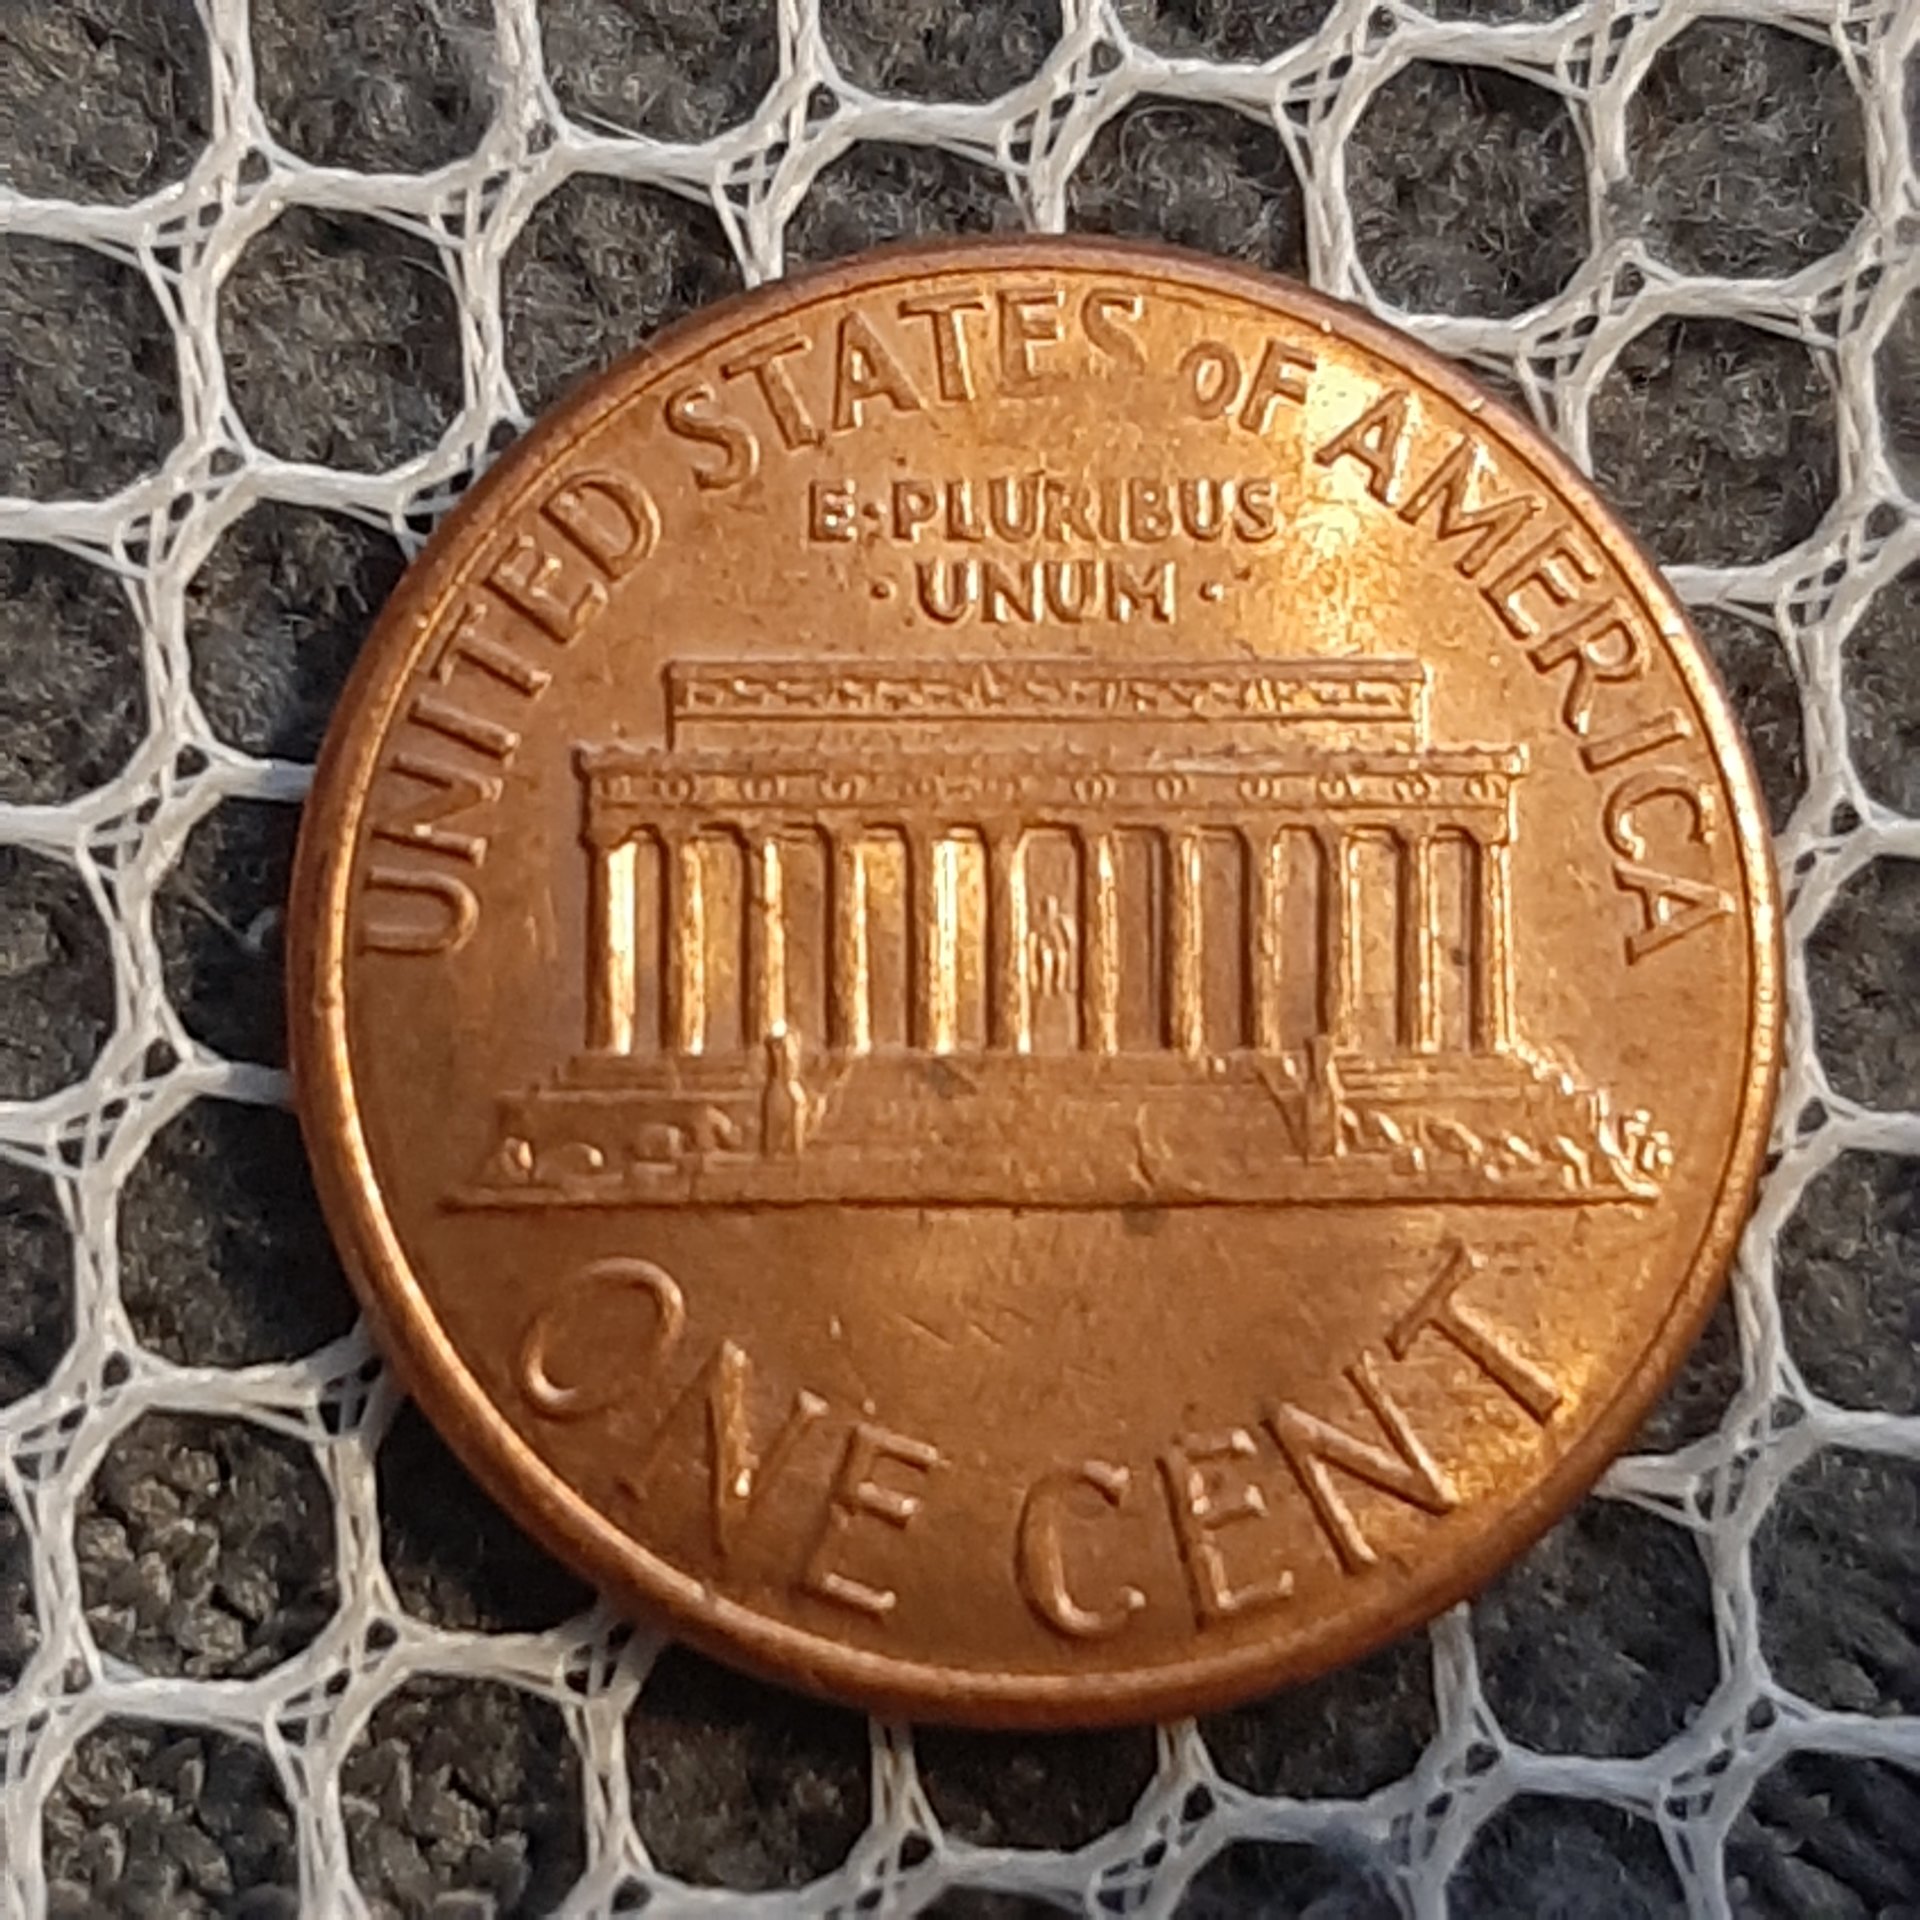 UNITED STATES OF AMERICA
E·PLURIBUS
·UNUM·
ONE CENT